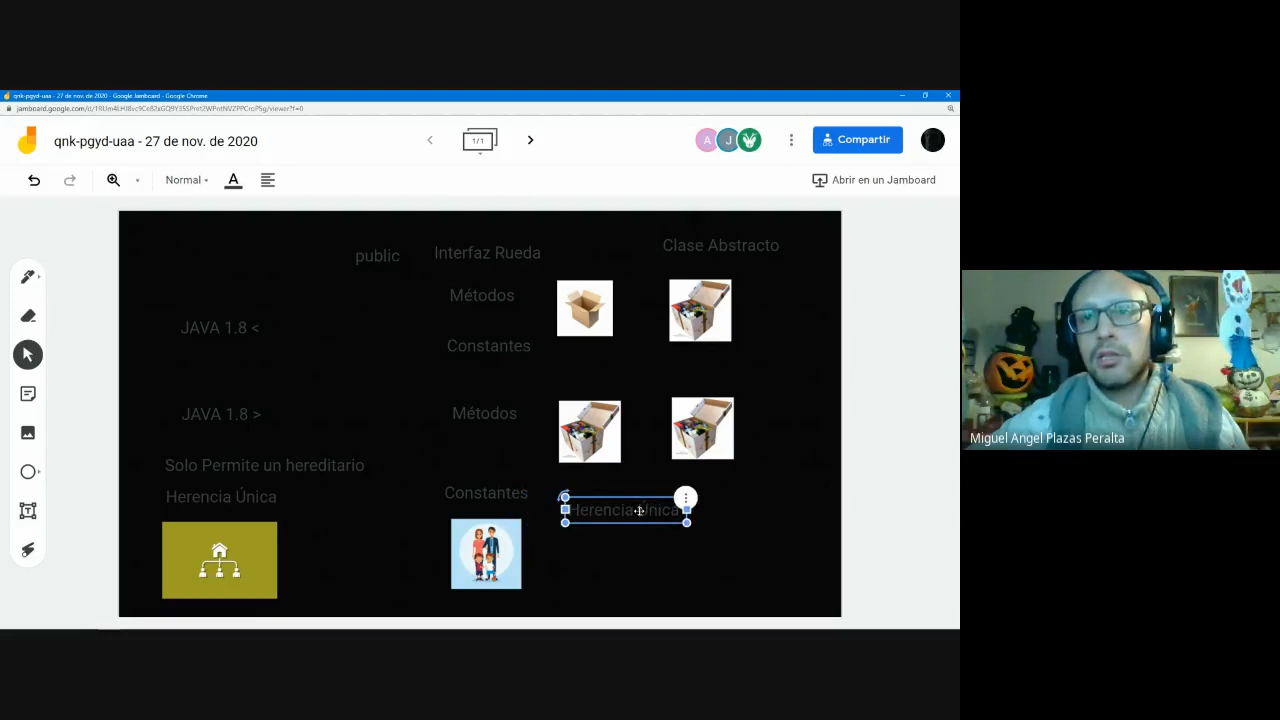 qnk-pgyd-uaa - 27 de nov. de 2020 - Google Jamboard - Google Chrome
qnk-pgyd-uaa - 27 de nov. de 2020
1/1
A
J
Compartir
Normal
A
Abrir en un Jamboard
public
Interfaz Rueda
Clase Abstracto
Métodos
JAVA 1.8 <
Constantes
JAVA 1.8 >
Métodos
Solo Permite un hereditario
Herencia Única
Constantes
Herencia Única
Miguel Angel Plazas Peralta